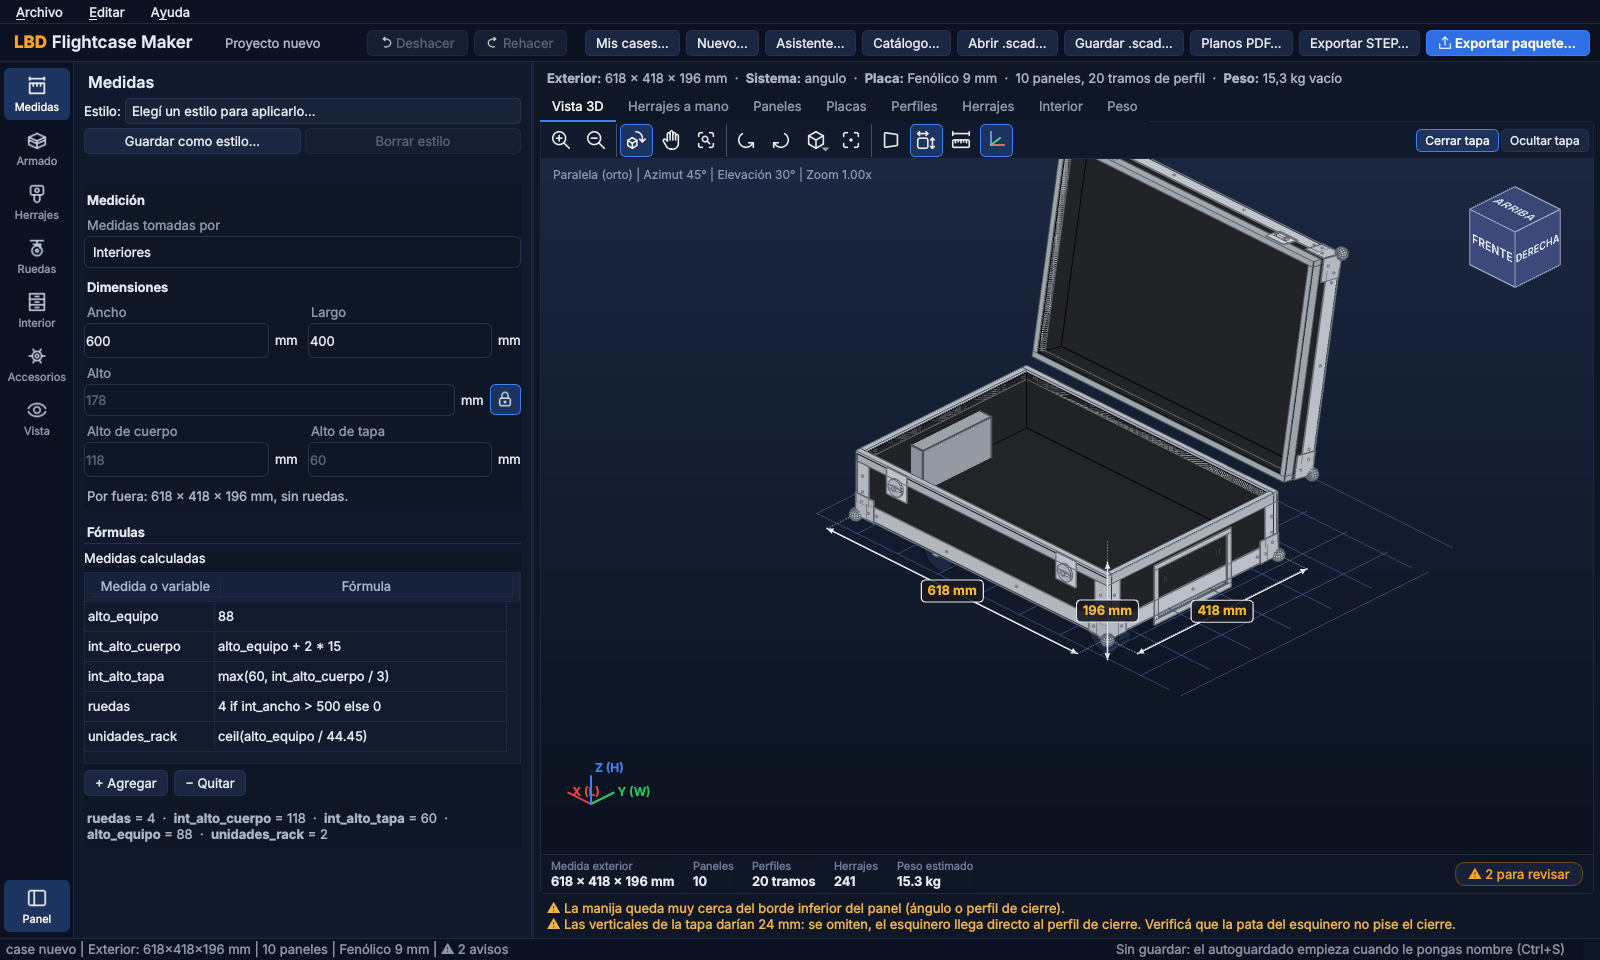 Archivo Editar Ayuda
LBD Flightcase Maker Proyecto nuevo Deshacer Rehacer Mis cases... Nuevo... Asistente... Catálogo... Abrir .scad... Guardar .scad... Planos PDF... Exportar STEP... Exportar paquete...
Medidas
Armado
Herrajes
Ruedas
Interior
Accesorios
Vista
Panel
Medidas
Estilo: Elegí un estilo para aplicarlo...
Guardar como estilo... Borrar estilo
Medición
Medidas tomadas por
Interiores
Dimensiones
Ancho Largo
600 mm 400 mm
Alto
178 mm
Alto de cuerpo Alto de tapa
118 mm 60 mm
Por fuera: 618 × 418 × 196 mm, sin ruedas.
Fórmulas
Medidas calculadas
Medida o variable Fórmula
alto_equipo 88
int_alto_cuerpo alto_equipo + 2 * 15
int_alto_tapa max(60, int_alto_cuerpo / 3)
ruedas 4 if int_ancho > 500 else 0
unidades_rack ceil(alto_equipo / 44.45)
+ Agregar − Quitar
ruedas = 4 · int_alto_cuerpo = 118 · int_alto_tapa = 60 ·
alto_equipo = 88 · unidades_rack = 2
Exterior: 618 × 418 × 196 mm · Sistema: angulo · Placa: Fenólico 9 mm · 10 paneles, 20 tramos de perfil · Peso: 15,3 kg vacío
Vista 3D Herrajes a mano Paneles Placas Perfiles Herrajes Interior Peso
Cerrar tapa Ocultar tapa
Paralela (orto) | Azimut 45° | Elevación 30° | Zoom 1.00x
ARRIBA
FRENTE DERECHA
618 mm
196 mm
418 mm
Z (H)
X (L) Y (W)
Medida exterior Paneles Perfiles Herrajes Peso estimado
618 × 418 × 196 mm 10 20 tramos 241 15.3 kg
2 para revisar
La manija queda muy cerca del borde inferior del panel (ángulo o perfil de cierre).
Las verticales de la tapa darían 24 mm: se omiten, el esquinero llega directo al perfil de cierre. Verificá que la pata del esquinero no pise el cierre.
case nuevo | Exterior: 618×418×196 mm | 10 paneles | Fenólico 9 mm | 2 avisos
Sin guardar: el autoguardado empieza cuando le pongas nombre (Ctrl+S)